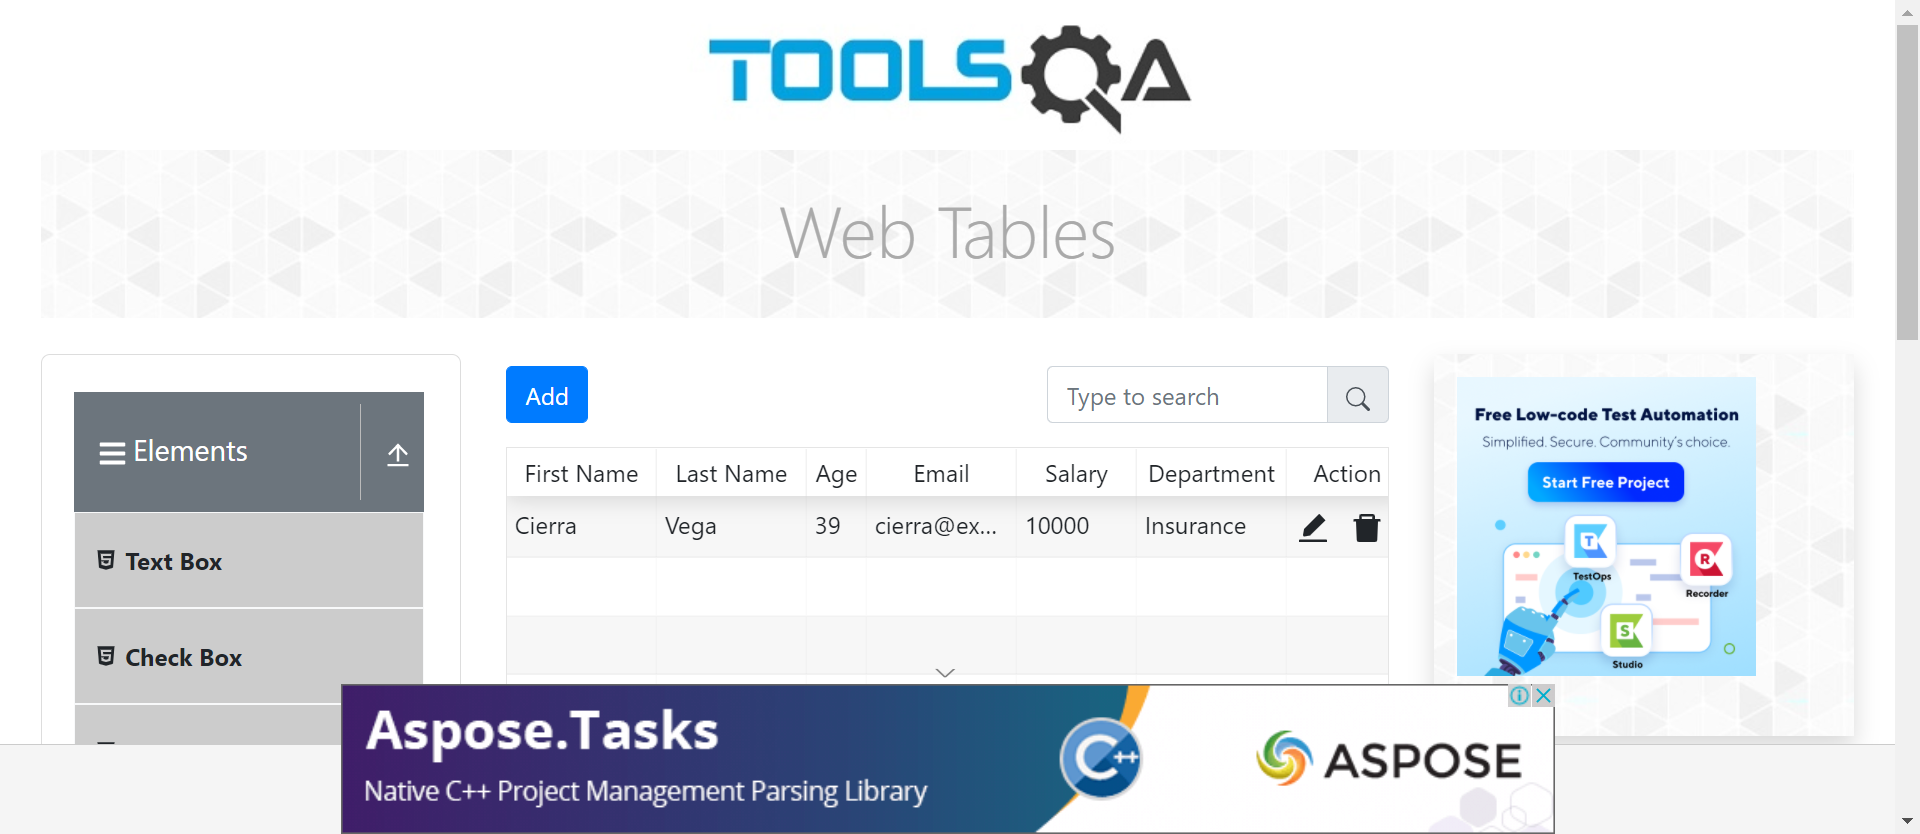 TOOLSQA
Web Tables
Elements
Text Box
Check Box
Add
Type to search
First Name Last Name Age Email Salary Department Action
Cierra Vega 39 cierra@ex... 10000 Insurance
Free Low-code Test Automation
Simplified. Secure. Community's choice.
Start Free Project
TestOps
Recorder
Studio
Aspose.Tasks
Native C++ Project Management Parsing Library
C++
ASPOSE